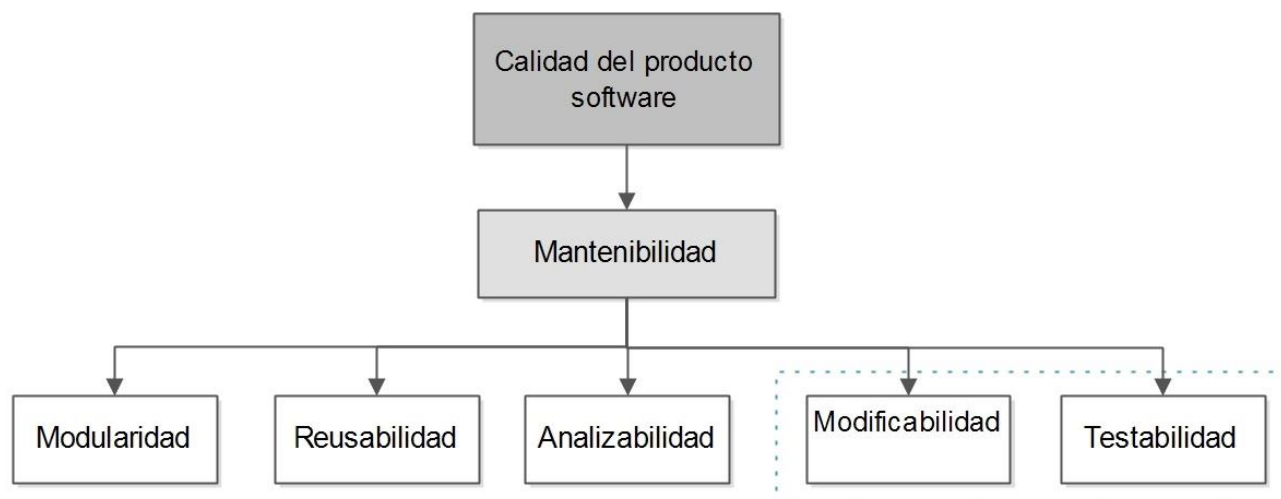 Calidad del producto
software
Mantenibilidad
Modularidad
Reusabilidad
Analizabilidad
Modificabilidad
Testabilidad